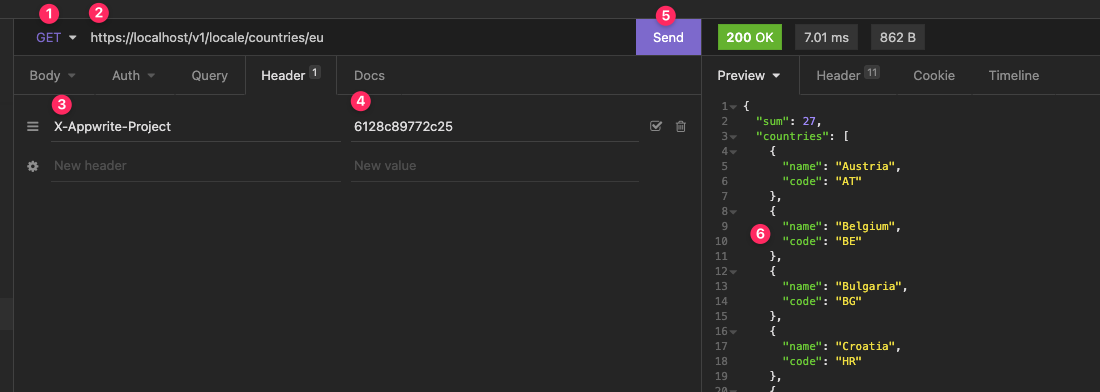 1 2 5
GET https://localhost/v1/locale/countries/eu Send 200 OK 7.01 ms 862 B
Body Auth Query Header 1 Docs Preview Header 11 Cookie Timeline
3 4
X-Appwrite-Project 6128c89772c25
New header New value
1 {
2 "sum": 27,
3 "countries": [
4 {
5 "name": "Austria",
6 "code": "AT"
7 },
8 {
9 "name": "Belgium",
6
10 "code": "BE"
11 },
12 {
13 "name": "Bulgaria",
14 "code": "BG"
15 },
16 {
17 "name": "Croatia",
18 "code": "HR"
19 },
20 {